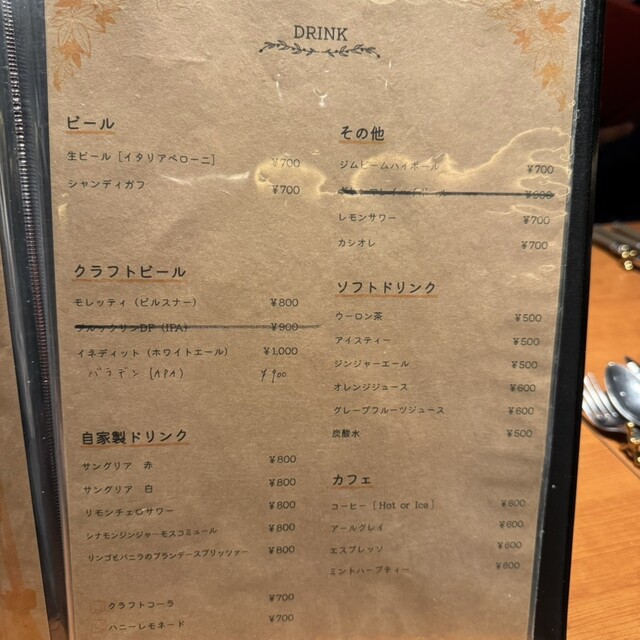 DRINK
ビール
生ビール [イタリアペローニ] ¥700
シャンディガフ ¥700
クラフトビール
モレッティ (ピルスナー) ¥800
ブルックリンDF (IPA) ¥900
イネディット (ホワイトエール) ¥1,000
バラデン (APA) ¥900
自家製ドリンク
サングリア 赤 ¥800
サングリア 白 ¥800
リモンチェロサワー ¥800
シナモンジンジャーモスコミュール ¥800
リンゴとバニラのブランデースプリッツァー ¥800
クラフトコーラ ¥700
ハニーレモネード ¥700
その他
ジムビームハイボール ¥700
¥900
レモンサワー ¥700
カシオレ ¥700
ソフトドリンク
ウーロン茶 ¥500
アイスティー ¥500
ジンジャーエール ¥500
オレンジジュース ¥600
グレープフルーツジュース ¥600
炭酸水 ¥500
カフェ
コーヒー [Hot or Ice] ¥600
アールグレイ ¥600
エスプレッソ ¥600
ミントハーブティー ¥600